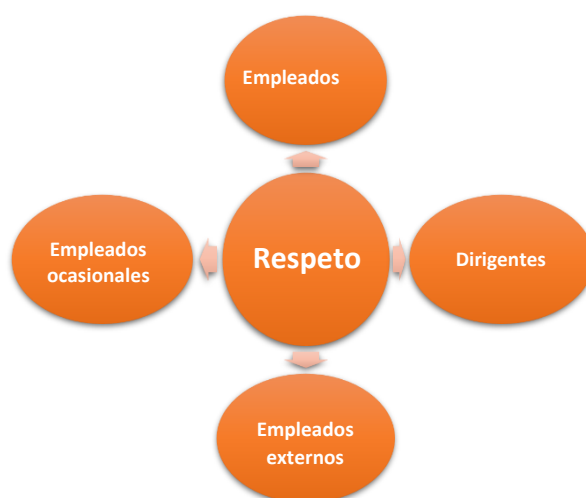 Empleados
Empleados
ocasionales
Respeto
Dirigentes
Empleados
externos